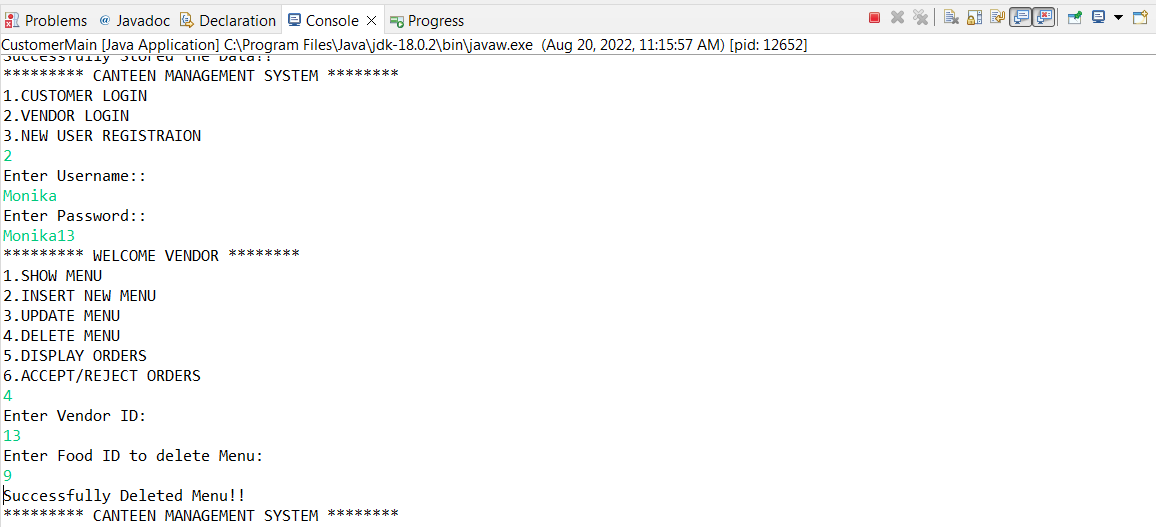 Problems @ Javadoc Declaration Console Progress
CustomerMain [Java Application] C:\Program Files\Java\jdk-18.0.2\bin\javaw.exe (Aug 20, 2022, 11:15:57 AM) [pid: 12652]
Successfully Stored the Data!!
********* CANTEEN MANAGEMENT SYSTEM ********
1.CUSTOMER LOGIN
2.VENDOR LOGIN
3.NEW USER REGISTRAION
2
Enter Username::
Monika
Enter Password::
Monika13
********* WELCOME VENDOR ********
1.SHOW MENU
2.INSERT NEW MENU
3.UPDATE MENU
4.DELETE MENU
5.DISPLAY ORDERS
6.ACCEPT/REJECT ORDERS
4
Enter Vendor ID:
13
Enter Food ID to delete Menu:
9
Successfully Deleted Menu!!
********* CANTEEN MANAGEMENT SYSTEM ********